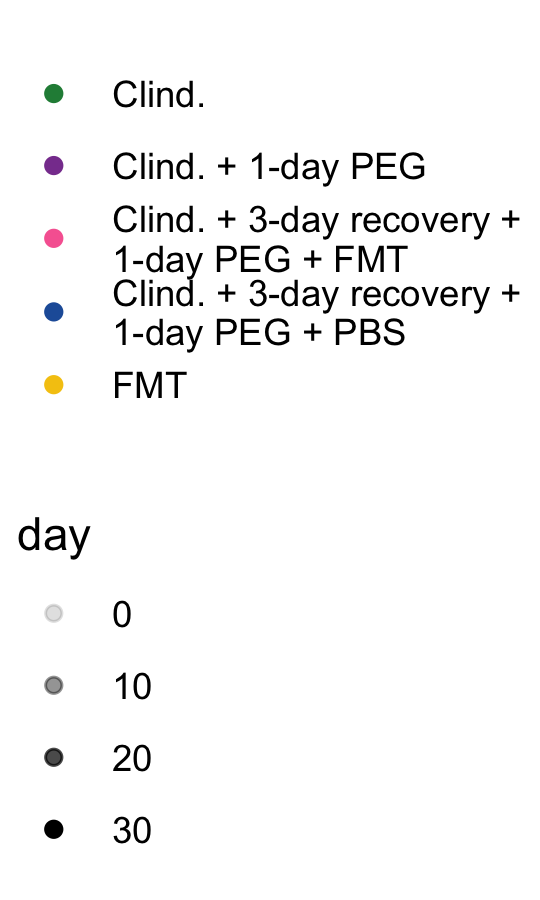 Clind.
Clind. + 1-day PEG
Clind. + 3-day recovery +
1-day PEG + FMT
Clind. + 3-day recovery +
1-day PEG + PBS
FMT
day
0
10
20
30